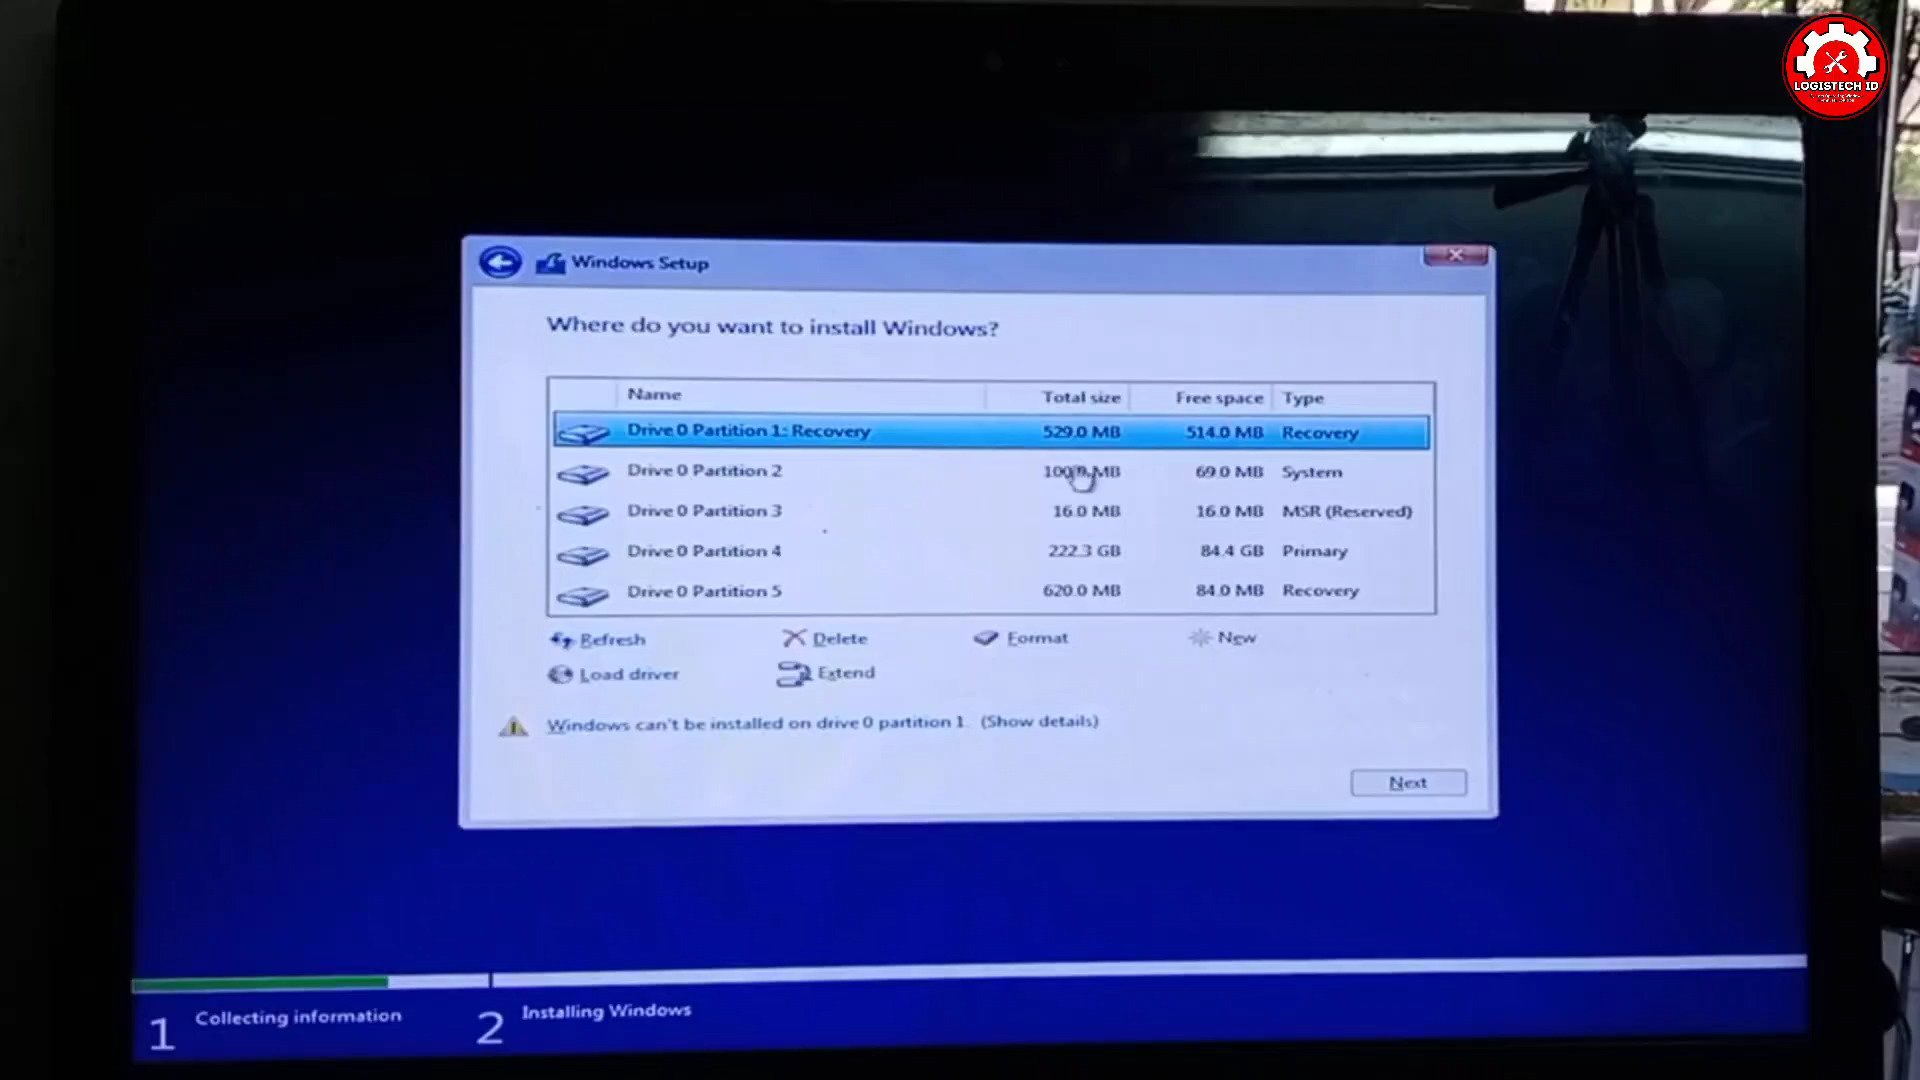 LOGISTECH ID
Windows Setup
Where do you want to install Windows?
Name Total size Free space Type
Drive 0 Partition 1: Recovery 529.0 MB 514.0 MB Recovery
Drive 0 Partition 2 100.0 MB 69.0 MB System
Drive 0 Partition 3 16.0 MB 16.0 MB MSR (Reserved)
Drive 0 Partition 4 222.3 GB 84.4 GB Primary
Drive 0 Partition 5 620.0 MB 84.0 MB Recovery
Refresh Delete Format New
Load driver Extend
Windows can't be installed on drive 0 partition 1. (Show details)
Next
1 Collecting information 2 Installing Windows